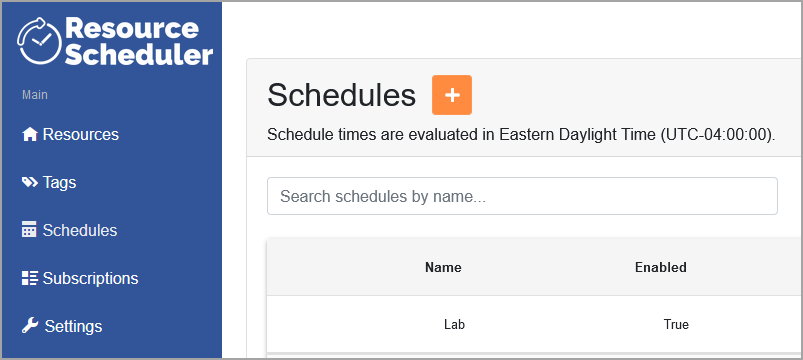 Resource
Scheduler
Main
Resources
Tags
Schedules
Subscriptions
Settings
Schedules
Schedule times are evaluated in Eastern Daylight Time (UTC-04:00:00).
Search schedules by name...
Name Enabled
Lab True